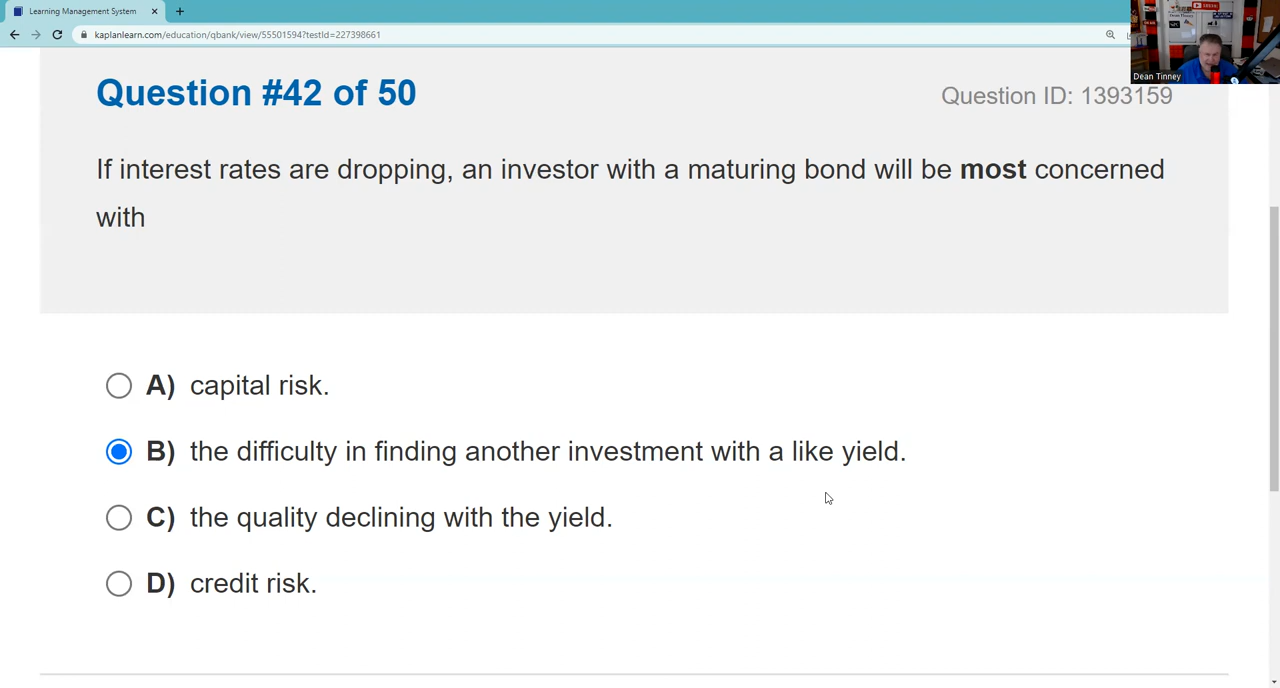 Learning Management System
kaplanlearn.com/education/qbank/view/55501594?testId=227398661
Dean Tinney
Question #42 of 50
Question ID: 1393159
If interest rates are dropping, an investor with a maturing bond will be most concerned
with
A) capital risk.
B) the difficulty in finding another investment with a like yield.
C) the quality declining with the yield.
D) credit risk.